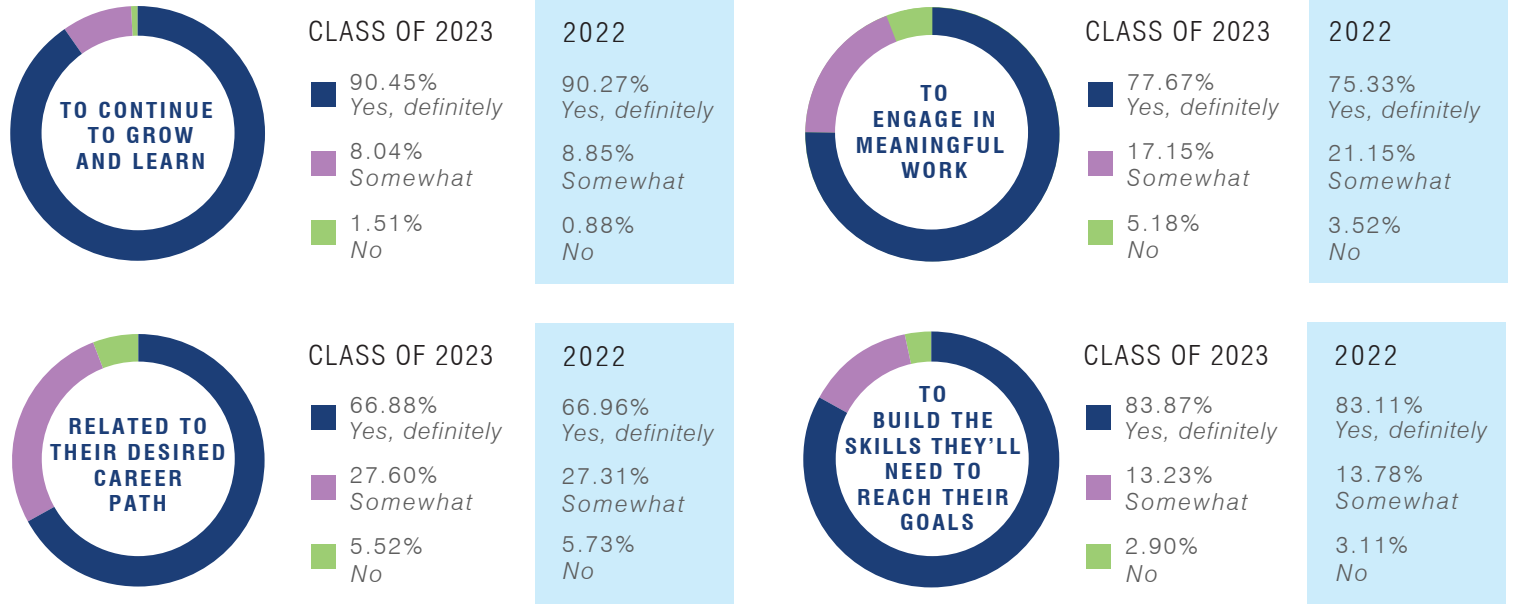 TO CONTINUE
TO GROW
AND LEARN
CLASS OF 2023
90.45%
Yes, definitely
8.04%
Somewhat
1.51%
No
2022
90.27%
Yes, definitely
8.85%
Somewhat
0.88%
No
TO
ENGAGE IN
MEANINGFUL
WORK
CLASS OF 2023
77.67%
Yes, definitely
17.15%
Somewhat
5.18%
No
2022
75.33%
Yes, definitely
21.15%
Somewhat
3.52%
No
RELATED TO
THEIR DESIRED
CAREER
PATH
CLASS OF 2023
66.88%
Yes, definitely
27.60%
Somewhat
5.52%
No
2022
66.96%
Yes, definitely
27.31%
Somewhat
5.73%
No
TO
BUILD THE
SKILLS THEY'LL
NEED TO
REACH THEIR
GOALS
CLASS OF 2023
83.87%
Yes, definitely
13.23%
Somewhat
2.90%
No
2022
83.11%
Yes, definitely
13.78%
Somewhat
3.11%
No